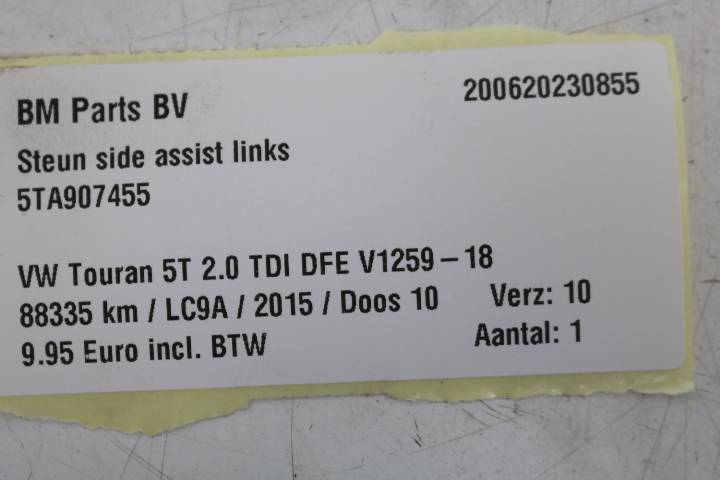 BM Parts BV 200620230855
Steun side assist links
5TA907455
VW Touran 5T 2.0 TDI DFE V1259-18
88335 km / LC9A / 2015 / Doos 10 Verz: 10
9.95 Euro incl. BTW Aantal: 1